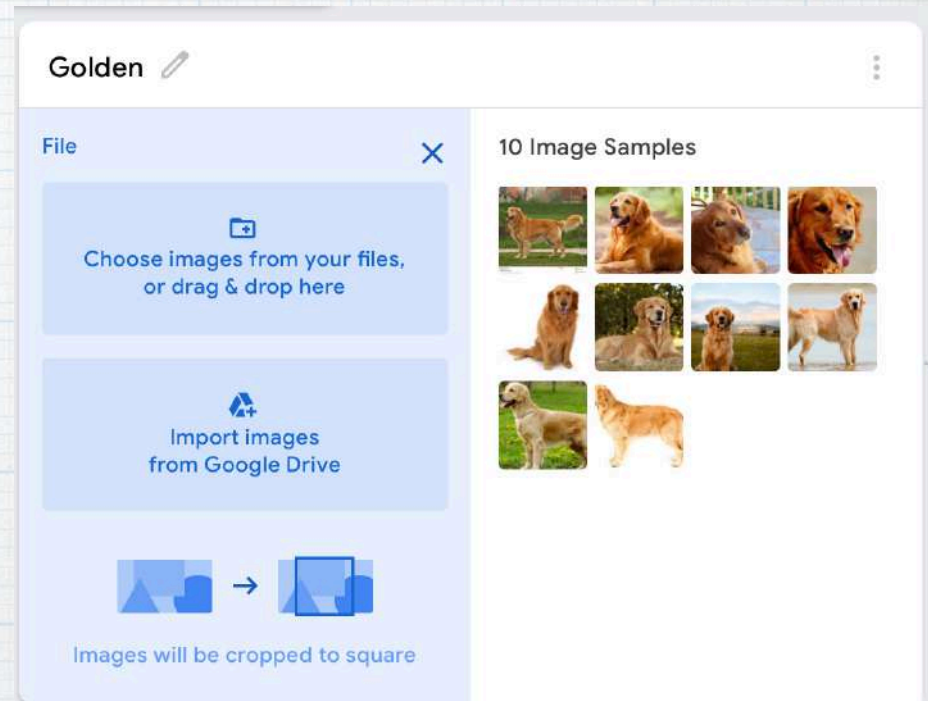 Golden
File
Choose images from your files,
or drag & drop here
Import images
from Google Drive
Images will be cropped to square
10 Image Samples